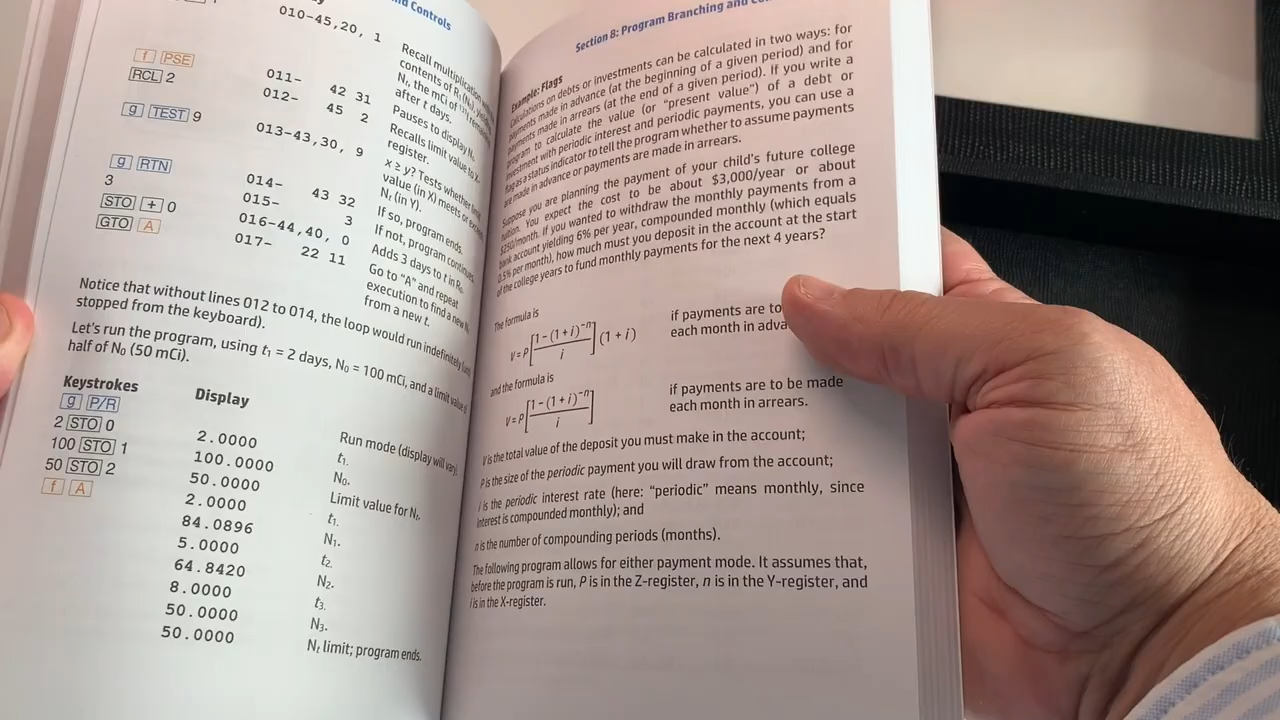 nd Controls
010-45,20, 1
Recall multiplication
contents of R₁ (N₀), 
Nₜ, the mCi of ¹³¹I remain
after t days.
f PSE 011- 42 31 Pauses to display Nₜ.
RCL 2 012- 45 2 Recalls limit value to X-
register.
g TEST 9 013-43,30, 9 x ≥ y? Tests whether
value (in X) meets or
Nₜ (in Y).
g RTN 014- 43 32 If so, program ends.
3 015- 3 If not, program continues.
STO + 0 016-44,40, 0 Adds 3 days to t in R₀.
GTO A 017- 22 11 Go to “A” and repeat
execution to find a new Nₜ
from a new t.
Notice that without lines 012 to 014, the loop would run indefinitely (until
stopped from the keyboard).
Let's run the program, using t₁ = 2 days, N₀ = 100 mCi, and a limit value of
half of N₀ (50 mCi).
Keystrokes Display
g P/R Run mode (display will vary).
2 STO 0 2.0000 t₁.
100 STO 1 100.0000 N₀.
50 STO 2 50.0000 Limit value for Nₜ.
f A 2.0000 t₁.
84.0896 N₁.
5.0000 t₂.
64.8420 N₂.
8.0000 t₃.
50.0000 N₃.
50.0000 Nₜ limit; program ends.
Section 8: Program Branching and
Example: Flags
Calculations on debts or investments can be calculated in two ways: for
payments made in advance (at the beginning of a given period) and for
payments made in arrears (at the end of a given period). If you write a
program to calculate the value (or “present value”) of a debt or
investment with periodic interest and periodic payments, you can use a
flag as a status indicator to tell the program whether to assume payments
are made in advance or payments are made in arrears.
Suppose you are planning the payment of your child's future college
tuition. You expect the cost to be about $3,000/year or about
$250/month. If you wanted to withdraw the monthly payments from a
bank account yielding 6% per year, compounded monthly (which equals
0.5% per month), how much must you deposit in the account at the start
of the college years to fund monthly payments for the next 4 years?
The formula is
V = P [ 1 – (1 + i)⁻ⁿ / i ] (1 + i) if payments are to
each month in adva
and the formula is
V = P [ 1 – (1 + i)⁻ⁿ / i ] if payments are to be made
each month in arrears.
V is the total value of the deposit you must make in the account;
P is the size of the periodic payment you will draw from the account;
i is the periodic interest rate (here: “periodic” means monthly, since
interest is compounded monthly); and
n is the number of compounding periods (months).
The following program allows for either payment mode. It assumes that,
before the program is run, P is in the Z-register, n is in the Y-register, and
i is in the X-register.